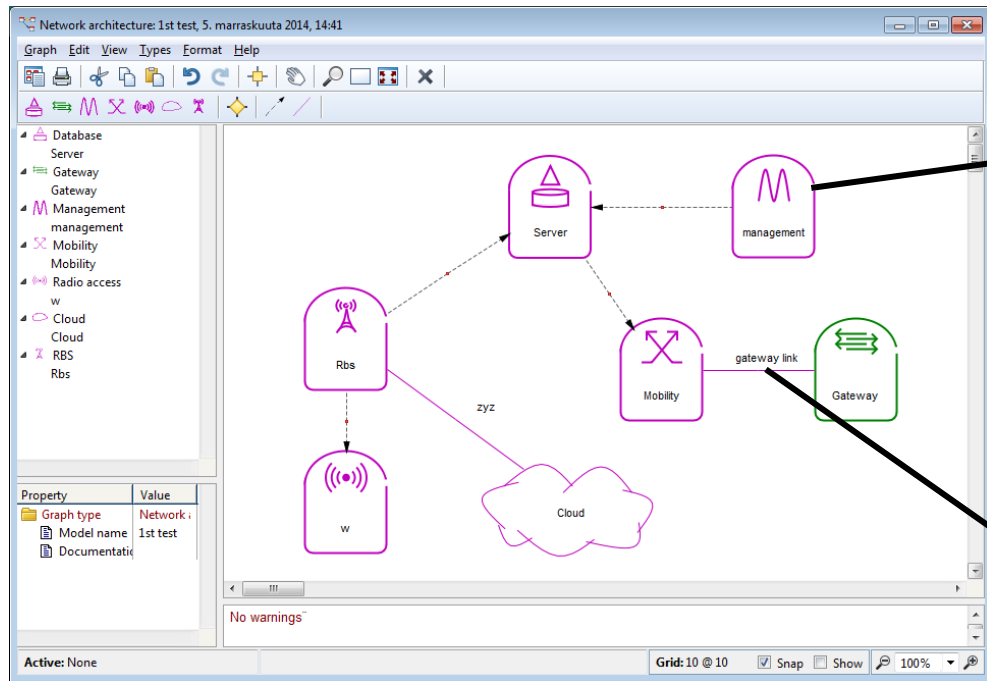 Network architecture: 1st test, 5. marraskuuta 2014, 14:41
Graph Edit View Types Format Help
Database
Server
Gateway
Gateway
Management
management
Mobility
Mobility
Radio access
w
Cloud
Cloud
RBS
Rbs
Server
management
Rbs
Mobility
gateway link
Gateway
zyz
w
Cloud
Property Value
Graph type Network
Model name 1st test
Documentatic
No warnings
Active: None
Grid: 10 @ 10 Snap Show 100%